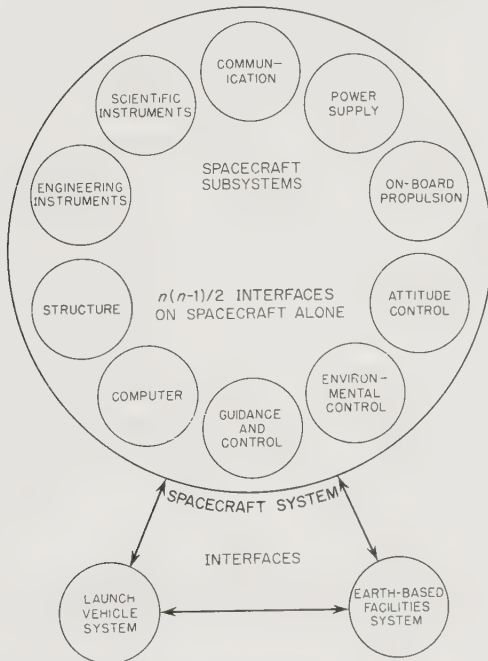 COMMUN-
ICATION
SCIENTIFIC
INSTRUMENTS
POWER
SUPPLY
SPACECRAFT
SUBSYSTEMS
ENGINEERING
INSTRUMENTS
ON-BOARD
PROPULSION
STRUCTURE
n(n-1)/2 INTERFACES
ON SPACECRAFT ALONE
ATTITUDE
CONTROL
COMPUTER
GUIDANCE
AND
CONTROL
ENVIRON-
MENTAL
CONTROL
SPACECRAFT SYSTEM
INTERFACES
LAUNCH
VEHICLE
SYSTEM
EARTH-BASED
FACILITIES
SYSTEM